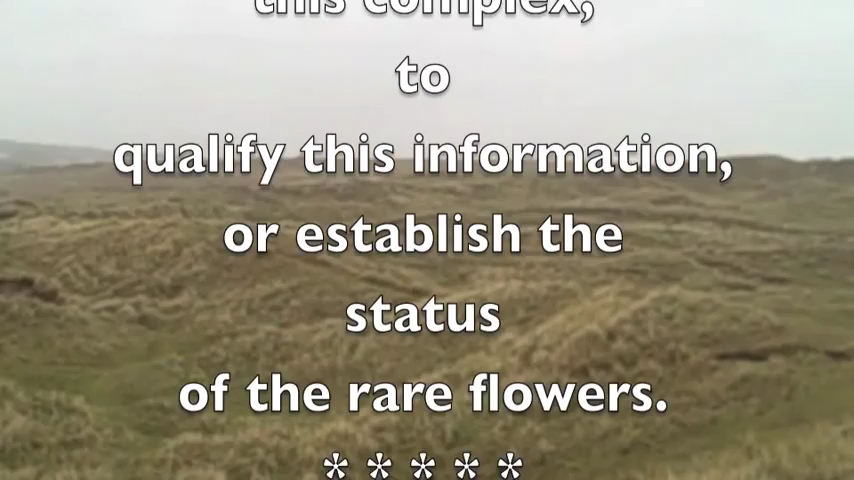 this complex,
to
qualify this information,
or establish the
status
of the rare flowers.
* * * * *